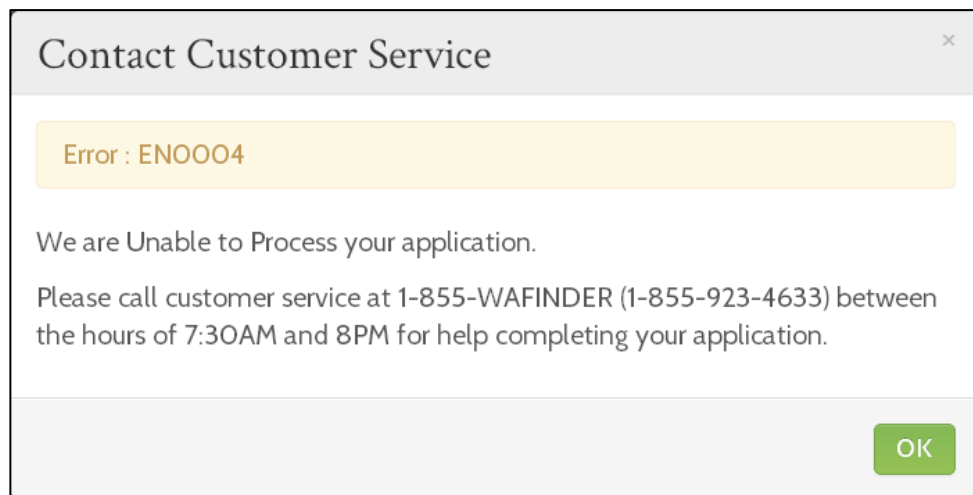 Contact Customer Service
×
Error : EN0004
We are Unable to Process your application.
Please call customer service at 1-855-WAFINDER (1-855-923-4633) between
the hours of 7:30AM and 8PM for help completing your application.
OK